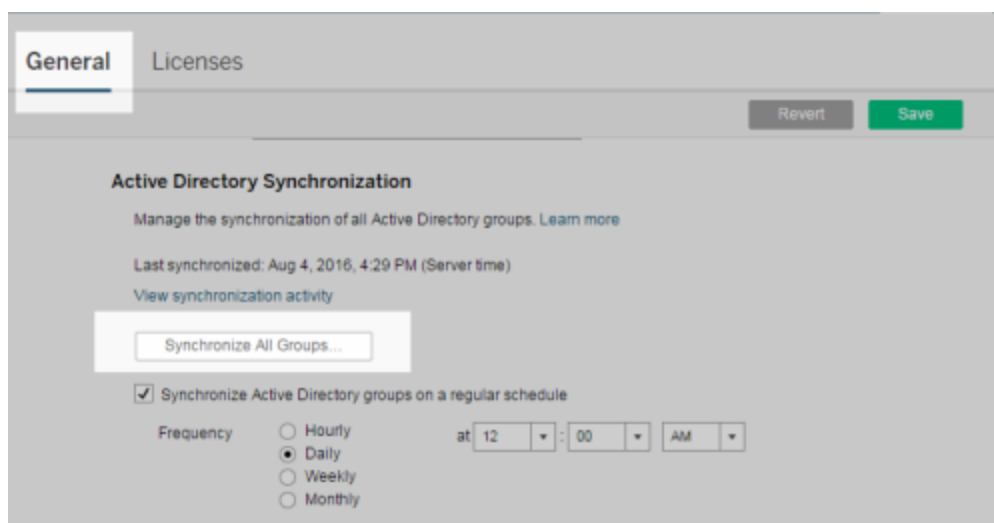 General Licenses
Revert Save
Active Directory Synchronization
Manage the synchronization of all Active Directory groups. Learn more
Last synchronized: Aug 4, 2016, 4:29 PM (Server time)
View synchronization activity
Synchronize All Groups...
Synchronize Active Directory groups on a regular schedule
Frequency Hourly at 12 : 00 AM
Daily
Weekly
Monthly